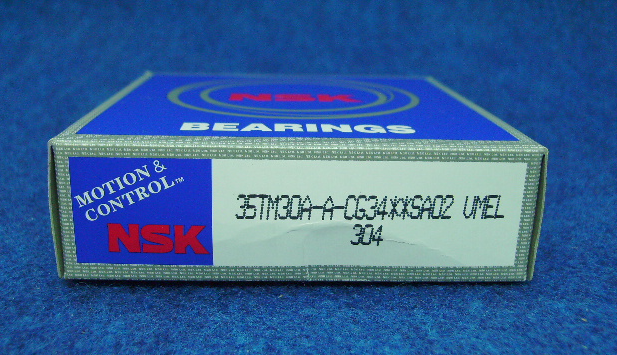 NSK
BEARINGS
MOTION &
CONTROL™
NSK
35TM30A-A-CG34**SA02 UMEL
304